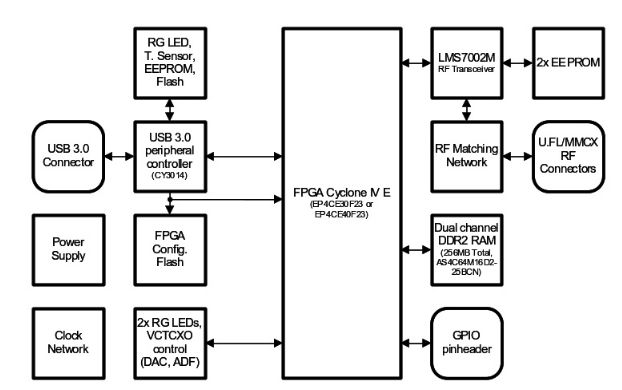 RG LED,
T. Sensor,
EEPROM,
Flash
USB 3.0
Connector
USB 3.0
peripheral
controller
(CY3014)
Power
Supply
FPGA
Config.
Flash
Clock
Network
2x RG LEDs,
VCTCXO
control
(DAC, ADF)
FPGA Cyclone IV E
(EP4CE30F23 or
EP4CE40F23)
LMS7002M
RF Transceiver
2x EEPROM
RF Matching
Network
U.FL/MMCX
RF
Connectors
Dual channel
DDR2 RAM
(256MB Total,
AS4C64M16D2-
25BCN)
GPIO
pinheader